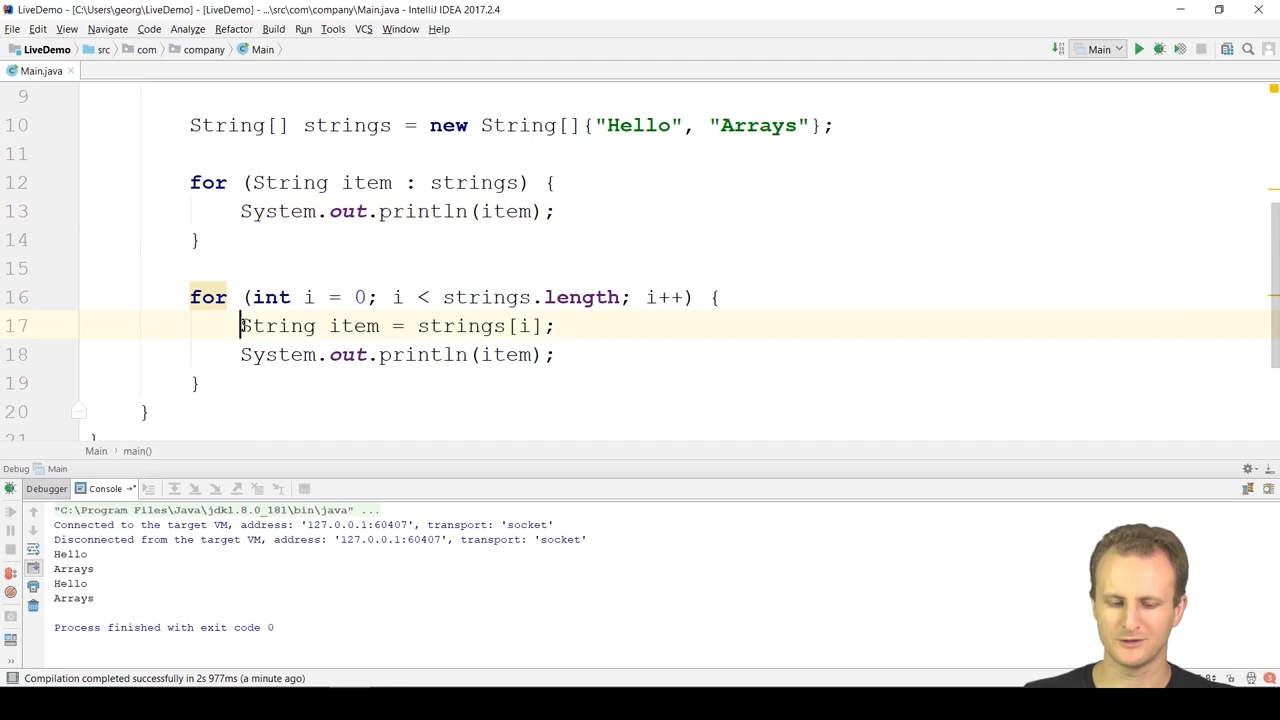 LiveDemo - [C:\Users\georg\LiveDemo] - [LiveDemo] - ...\src\com\company\Main.java - IntelliJ IDEA 2017.2.4
File Edit View Navigate Code Analyze Refactor Build Run Tools VCS Window Help
LiveDemo src com company Main Main
Main.java
9
10 String[] strings = new String[]{"Hello", "Arrays"};
11
12 for (String item : strings) {
13 System.out.println(item);
14 }
15
16 for (int i = 0; i < strings.length; i++) {
17 String item = strings[i];
18 System.out.println(item);
19 }
20 }
21 }
Main main()
Debug Main
Debugger Console
"C:\Program Files\Java\jdk1.8.0_181\bin\java" ...
Connected to the target VM, address: '127.0.0.1:60407', transport: 'socket'
Disconnected from the target VM, address: '127.0.0.1:60407', transport: 'socket'
Hello
Arrays
Hello
Arrays
Process finished with exit code 0
Compilation completed successfully in 2s 977ms (a minute ago)